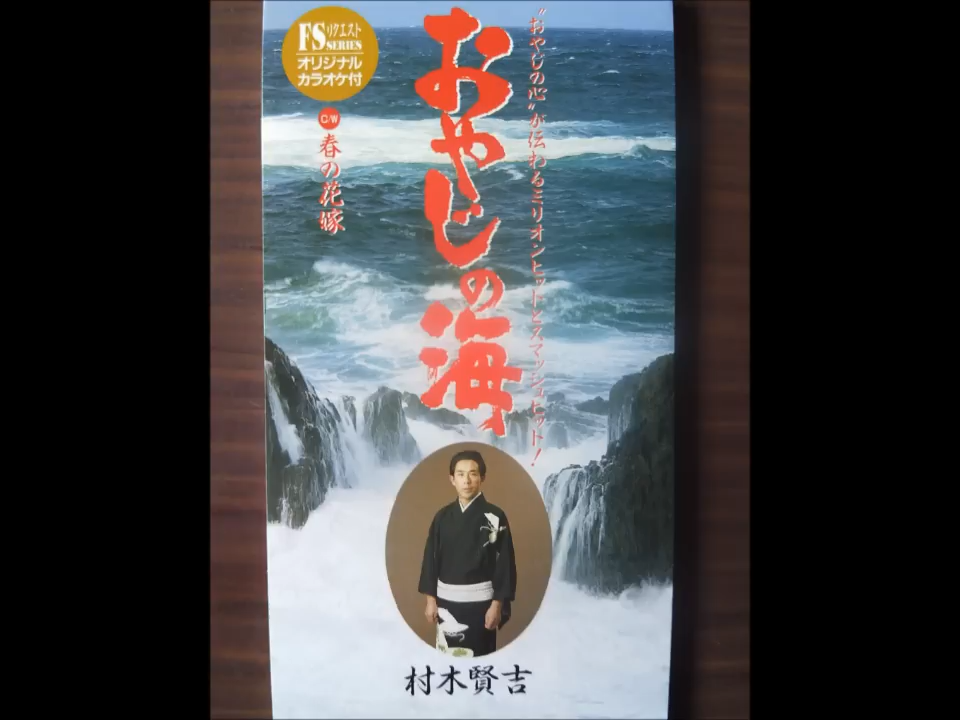 "おやじの心"が伝わるミリオンヒットとスマッシュヒット!
おやじの海
FSリクエスト
SERIES
オリジナル
カラオケ付
C/W
春の花嫁
村木賢吉